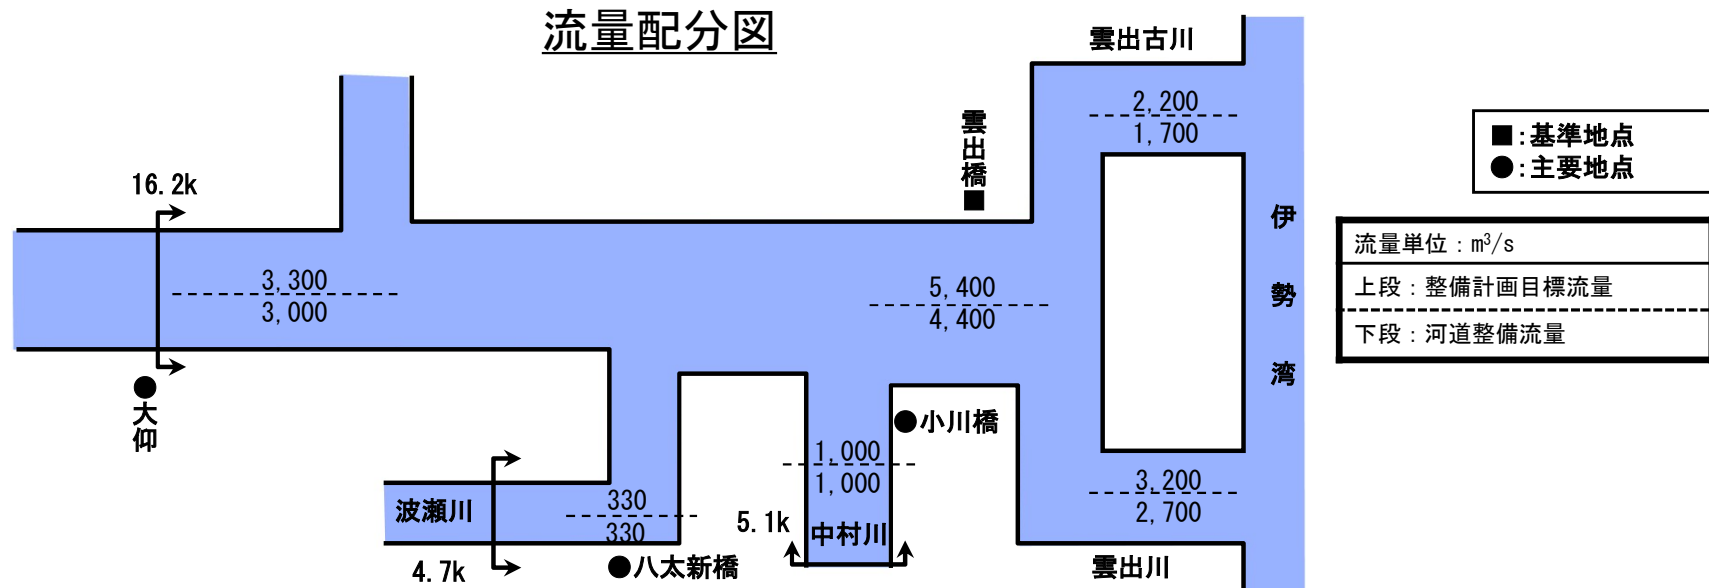 流量配分図
雲出古川
2,200
1,700
雲出橋
■:基準地点
●:主要地点
16.2k
伊勢湾
流量単位：m³/s
上段：整備計画目標流量
下段：河道整備流量
3,300
3,000
5,400
4,400
大仰
小川橋
1,000
1,000
3,200
2,700
波瀬川
330
330
5.1k
中村川
4.7k
八太新橋
雲出川